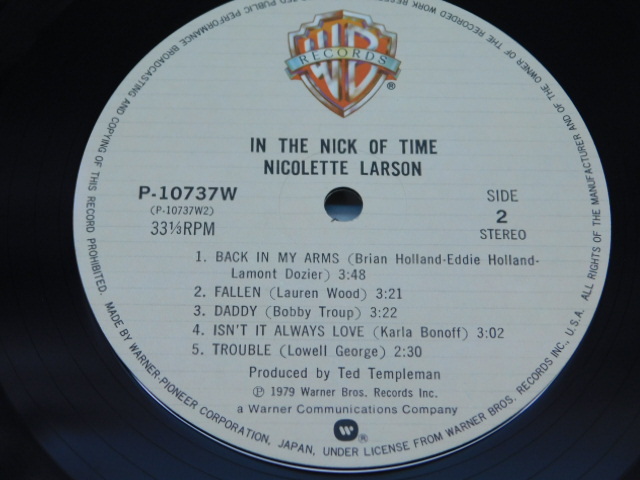 WB
RECORDS
®
IN THE NICK OF TIME
NICOLETTE LARSON
P-10737W
(P-10737W2)
33⅓RPM
SIDE
2
STEREO
1. BACK IN MY ARMS (Brian Holland-Eddie Holland-
Lamont Dozier) 3:48
2. FALLEN (Lauren Wood) 3:21
3. DADDY (Bobby Troup) 3:22
4. ISN'T IT ALWAYS LOVE (Karla Bonoff) 3:02
5. TROUBLE (Lowell George) 2:30
Produced by Ted Templeman
℗ 1979 Warner Bros. Records Inc.
a Warner Communications Company
W®
ALL RIGHTS OF THE MANUFACTURER AND OF THE OWNER OF THE RECORDED WORK RESERVED PUBLIC PERFORMANCE BROADCASTING AND COPYING OF THIS RECORD PROHIBITED. MADE BY WARNER-PIONEER CORPORATION, JAPAN, UNDER LICENSE FROM WARNER BROS. RECORDS INC., U.S.A.